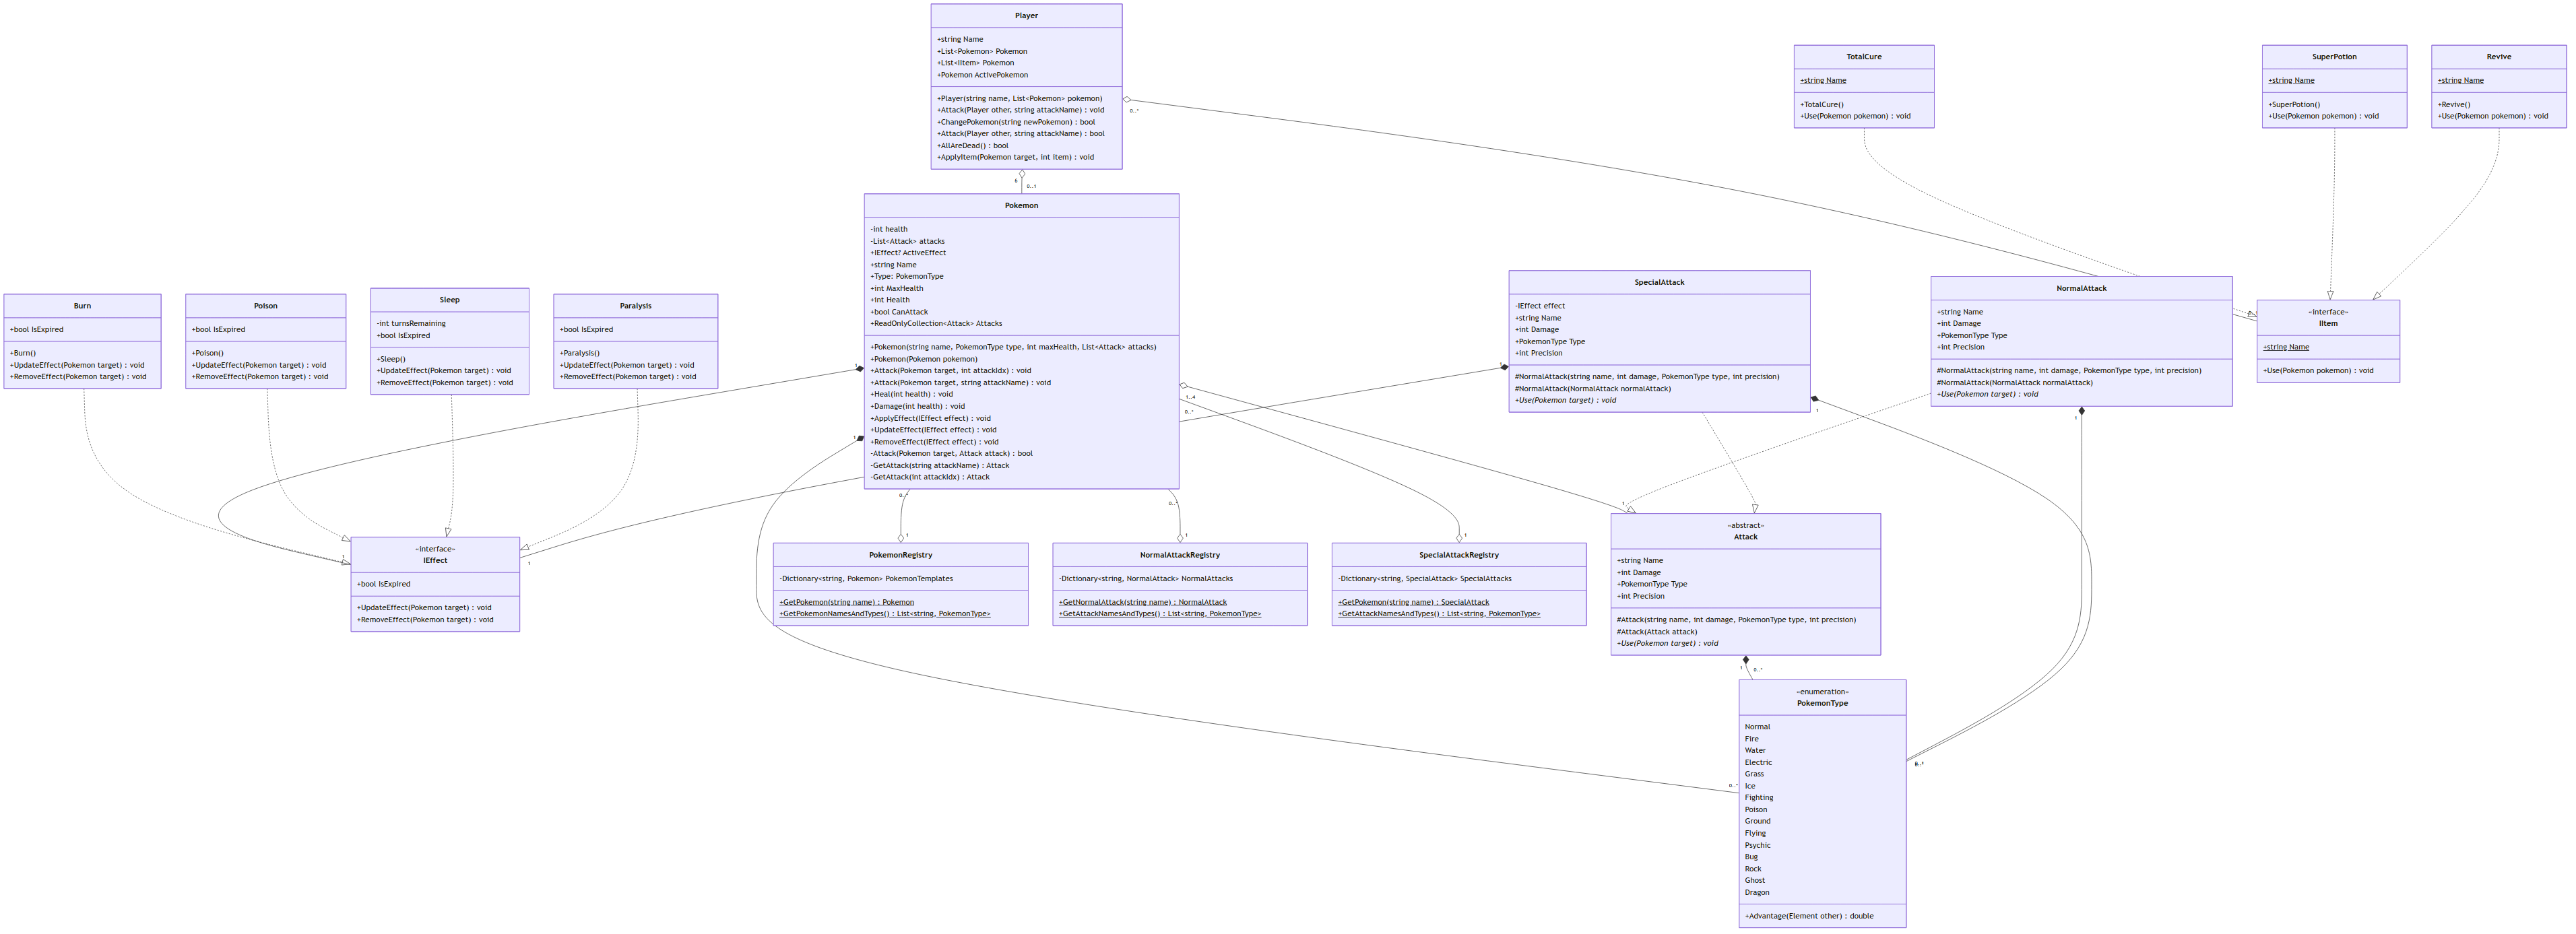 Player
+string Name
+List<Pokemon> Pokemon
+List<IItem> Pokemon
+Pokemon ActivePokemon
+Player(string name, List<Pokemon> pokemon)
+Attack(Player other, string attackName) : void
+ChangePokemon(string newPokemon) : bool
+Attack(Player other, string attackName) : bool
+AllAreDead() : bool
+ApplyItem(Pokemon target, int item) : void
0..*
6
0..1
TotalCure
+string Name
+TotalCure()
+Use(Pokemon pokemon) : void
SuperPotion
+string Name
+SuperPotion()
+Use(Pokemon pokemon) : void
Revive
+string Name
+Revive()
+Use(Pokemon pokemon) : void
Pokemon
-int health
-List<Attack> attacks
+IEffect? ActiveEffect
+string Name
+Type: PokemonType
+int MaxHealth
+int Health
+bool CanAttack
+ReadOnlyCollection<Attack> Attacks
+Pokemon(string name, PokemonType type, int maxHealth, List<Attack> attacks)
+Pokemon(Pokemon pokemon)
+Attack(Pokemon target, int attackIdx) : void
+Attack(Pokemon target, string attackName) : void
+Heal(int health) : void
+Damage(int health) : void
+ApplyEffect(IEffect effect) : void
+UpdateEffect(IEffect effect) : void
+RemoveEffect(IEffect effect) : void
-Attack(Pokemon target, Attack attack) : bool
-GetAttack(string attackName) : Attack
-GetAttack(int attackIdx) : Attack
1
1
1..4
0..*
0..*
0..*
Burn
+bool IsExpired
+Burn()
+UpdateEffect(Pokemon target) : void
+RemoveEffect(Pokemon target) : void
Poison
+bool IsExpired
+Poison()
+UpdateEffect(Pokemon target) : void
+RemoveEffect(Pokemon target) : void
Sleep
-int turnsRemaining
+bool IsExpired
+Sleep()
+UpdateEffect(Pokemon target) : void
+RemoveEffect(Pokemon target) : void
Paralysis
+bool IsExpired
+Paralysis()
+UpdateEffect(Pokemon target) : void
+RemoveEffect(Pokemon target) : void
SpecialAttack
-IEffect effect
+string Name
+int Damage
+PokemonType Type
+int Precision
#NormalAttack(string name, int damage, PokemonType type, int precision)
#NormalAttack(NormalAttack normalAttack)
+Use(Pokemon target) : void
1
1
NormalAttack
+string Name
+int Damage
+PokemonType Type
+int Precision
#NormalAttack(string name, int damage, PokemonType type, int precision)
#NormalAttack(NormalAttack normalAttack)
+Use(Pokemon target) : void
1
«interface»
IItem
+string Name
+Use(Pokemon pokemon) : void
«interface»
IEffect
+bool IsExpired
+UpdateEffect(Pokemon target) : void
+RemoveEffect(Pokemon target) : void
1
1
PokemonRegistry
-Dictionary<string, Pokemon> PokemonTemplates
+GetPokemon(string name) : Pokemon
+GetPokemonNamesAndTypes() : List<string, PokemonType>
1
NormalAttackRegistry
-Dictionary<string, NormalAttack> NormalAttacks
+GetNormalAttack(string name) : NormalAttack
+GetAttackNamesAndTypes() : List<string, PokemonType>
1
SpecialAttackRegistry
-Dictionary<string, SpecialAttack> SpecialAttacks
+GetPokemon(string name) : SpecialAttack
+GetAttackNamesAndTypes() : List<string, PokemonType>
1
1
«abstract»
Attack
+string Name
+int Damage
+PokemonType Type
+int Precision
#Attack(string name, int damage, PokemonType type, int precision)
#Attack(Attack attack)
+Use(Pokemon target) : void
1
0..*
0..*
«enumeration»
PokemonType
Normal
Fire
Water
Electric
Grass
Ice
Fighting
Poison
Ground
Flying
Psychic
Bug
Rock
Ghost
Dragon
+Advantage(Element other) : double